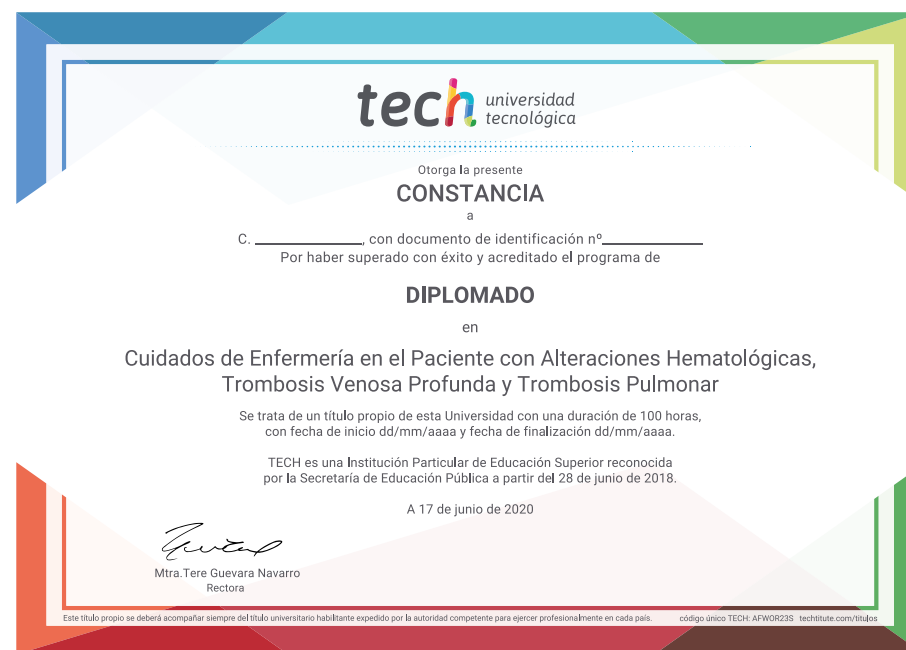 tech universidad
tecnológica
Otorga la presente
CONSTANCIA
a
C. ____________, con documento de identificación nº____________
Por haber superado con éxito y acreditado el programa de
DIPLOMADO
en
Cuidados de Enfermería en el Paciente con Alteraciones Hematológicas,
Trombosis Venosa Profunda y Trombosis Pulmonar
Se trata de un título propio de esta Universidad con una duración de 100 horas,
con fecha de inicio dd/mm/aaaa y fecha de finalización dd/mm/aaaa.
TECH es una Institución Particular de Educación Superior reconocida
por la Secretaría de Educación Pública a partir del 28 de junio de 2018.
A 17 de junio de 2020
Mtra.Tere Guevara Navarro
Rectora
Este título propio se deberá acompañar siempre del título universitario habilitante expedido por la autoridad competente para ejercer profesionalmente en cada país. código único TECH: AFWOR23S techtitute.com/titulos